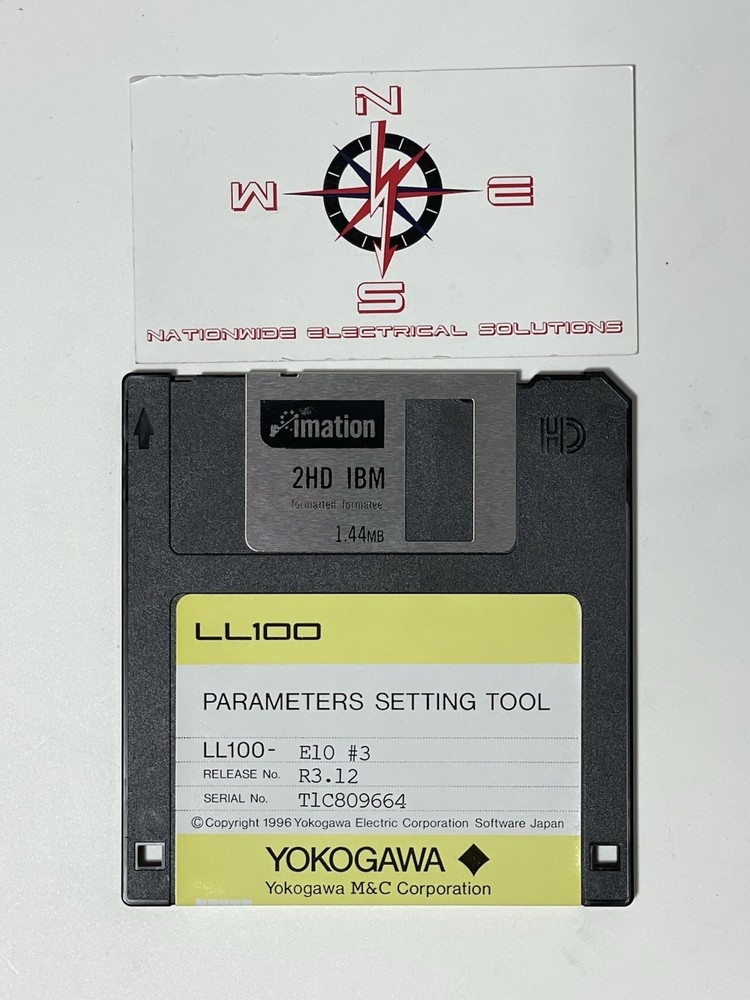 N
W E
S
NATIONWIDE ELECTRICAL SOLUTIONS
imation
HD
2HD IBM
formatted formatée
1.44MB
LL100
PARAMETERS SETTING TOOL
LL100- E10 #3
RELEASE No. R3.12
SERIAL No. T1C809664
©Copyright 1996 Yokogawa Electric Corporation Software Japan
YOKOGAWA
Yokogawa M&C Corporation